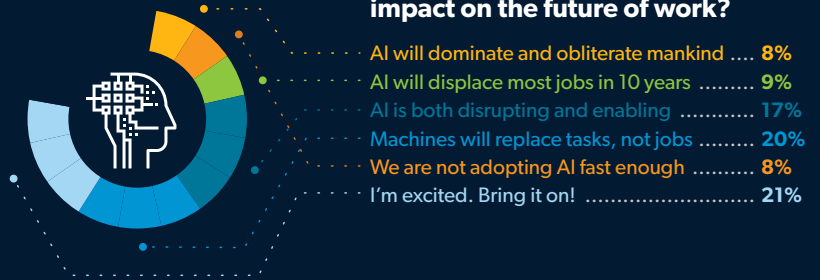 impact on the future of work?
AI will dominate and obliterate mankind .... 8%
AI will displace most jobs in 10 years ......... 9%
AI is both disrupting and enabling ............ 17%
Machines will replace tasks, not jobs ......... 20%
We are not adopting AI fast enough .......... 8%
I'm excited. Bring it on! ............................. 21%